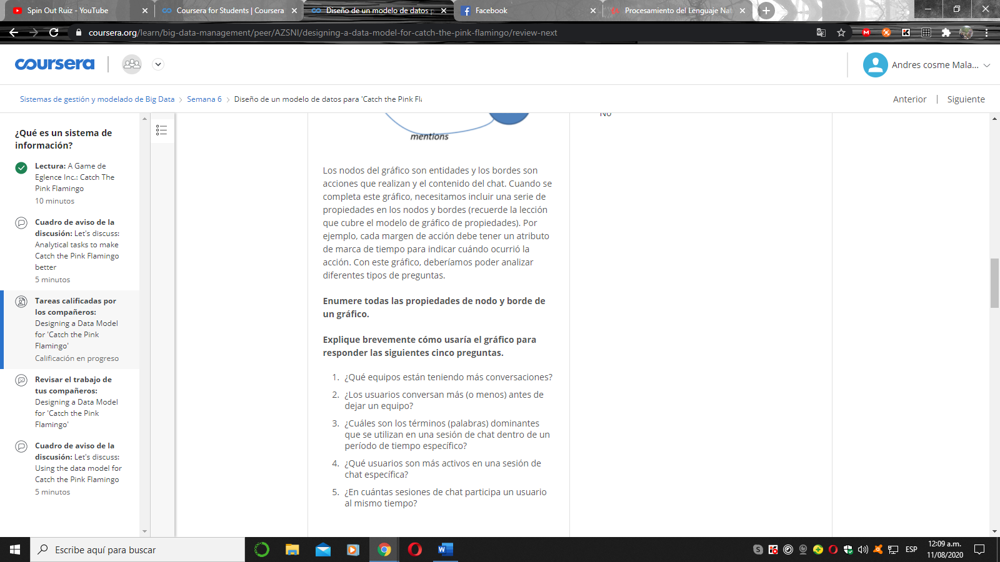 Spin Out Ruiz - YouTube
Coursera for Students | Coursera
Diseño de un modelo de datos p
Facebook
Procesamiento del Lenguaje Nat
coursera.org/learn/big-data-management/peer/AZSNI/designing-a-data-model-for-catch-the-pink-flamingo/review-next
coursera
Andres cosme Mala...
Sistemas de gestión y modelado de Big Data
Semana 6
Diseño de un modelo de datos para 'Catch the Pink Fla
Anterior | Siguiente
¿Qué es un sistema de
información?
Lectura: A Game de
Eglence Inc.: Catch The
Pink Flamingo
10 minutos
Cuadro de aviso de la
discusión: Let's discuss:
Analytical tasks to make
Catch the Pink Flamingo
better
5 minutos
Tareas calificadas por
los compañeros:
Designing a Data Model
for 'Catch the Pink
Flamingo'
Calificación en progreso
Revisar el trabajo de
tus compañeros:
Designing a Data Model
for 'Catch the Pink
Flamingo'
Cuadro de aviso de la
discusión: Let's discuss:
Using the data model for
Catch the Pink Flamingo
5 minutos
mentions
Los nodos del gráfico son entidades y los bordes son
acciones que realizan y el contenido del chat. Cuando se
completa este gráfico, necesitamos incluir una serie de
propiedades en los nodos y bordes (recuerde la lección
que cubre el modelo de gráfico de propiedades). Por
ejemplo, cada margen de acción debe tener un atributo
de marca de tiempo para indicar cuándo ocurrió la
acción. Con este gráfico, deberíamos poder analizar
diferentes tipos de preguntas.
Enumere todas las propiedades de nodo y borde de
un gráfico.
Explique brevemente cómo usaría el gráfico para
responder las siguientes cinco preguntas.
1. ¿Qué equipos están teniendo más conversaciones?
2. ¿Los usuarios conversan más (o menos) antes de
dejar un equipo?
3. ¿Cuáles son los términos (palabras) dominantes
que se utilizan en una sesión de chat dentro de un
período de tiempo específico?
4. ¿Qué usuarios son más activos en una sesión de
chat específica?
5. ¿En cuántas sesiones de chat participa un usuario
al mismo tiempo?
No
Escribe aquí para buscar
ESP
12:09 a.m.
11/08/2020